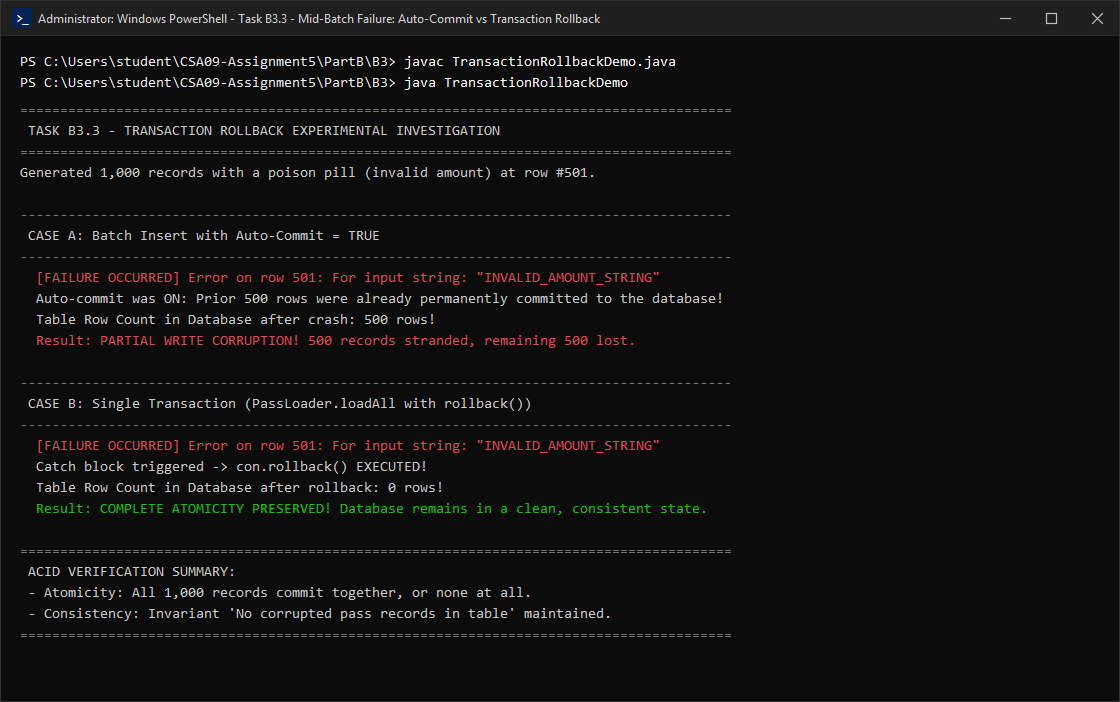 Administrator: Windows PowerShell - Task B3.3 - Mid-Batch Failure: Auto-Commit vs Transaction Rollback
PS C:\Users\student\CSA09-Assignment5\PartB\B3> javac TransactionRollbackDemo.java
PS C:\Users\student\CSA09-Assignment5\PartB\B3> java TransactionRollbackDemo
=========================================================================================
TASK B3.3 - TRANSACTION ROLLBACK EXPERIMENTAL INVESTIGATION
=========================================================================================
Generated 1,000 records with a poison pill (invalid amount) at row #501.
-----------------------------------------------------------------------------------------
CASE A: Batch Insert with Auto-Commit = TRUE
-----------------------------------------------------------------------------------------
[FAILURE OCCURRED] Error on row 501: For input string: "INVALID_AMOUNT_STRING"
Auto-commit was ON: Prior 500 rows were already permanently committed to the database!
Table Row Count in Database after crash: 500 rows!
Result: PARTIAL WRITE CORRUPTION! 500 records stranded, remaining 500 lost.
-----------------------------------------------------------------------------------------
CASE B: Single Transaction (PassLoader.loadAll with rollback())
-----------------------------------------------------------------------------------------
[FAILURE OCCURRED] Error on row 501: For input string: "INVALID_AMOUNT_STRING"
Catch block triggered -> con.rollback() EXECUTED!
Table Row Count in Database after rollback: 0 rows!
Result: COMPLETE ATOMICITY PRESERVED! Database remains in a clean, consistent state.
=========================================================================================
ACID VERIFICATION SUMMARY:
- Atomicity: All 1,000 records commit together, or none at all.
- Consistency: Invariant 'No corrupted pass records in table' maintained.
=========================================================================================